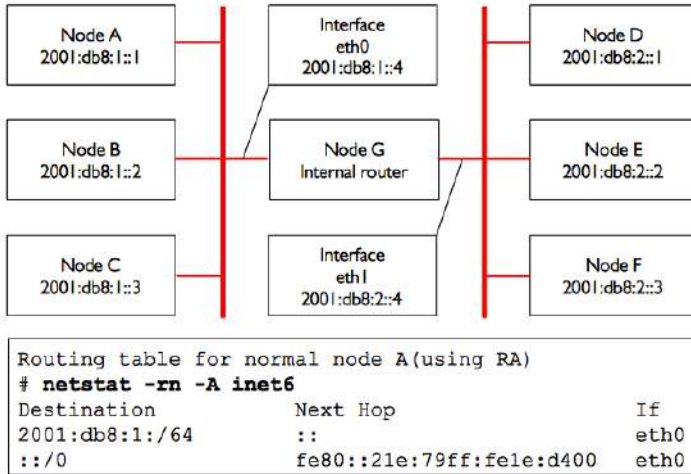 Node A
2001:db8:1::1
Interface
eth0
2001:db8:1::4
Node D
2001:db8:2::1
Node B
2001:db8:1::2
Node G
Internal router
Node E
2001:db8:2::2
Node C
2001:db8:1::3
Interface
eth1
2001:db8:2::4
Node F
2001:db8:2::3
Routing table for normal node A(using RA)
# netstat -rn -A inet6
Destination Next Hop If
2001:db8:1:/64 :: eth0
::/0 fe80::21e:79ff:fe1e:d400 eth0